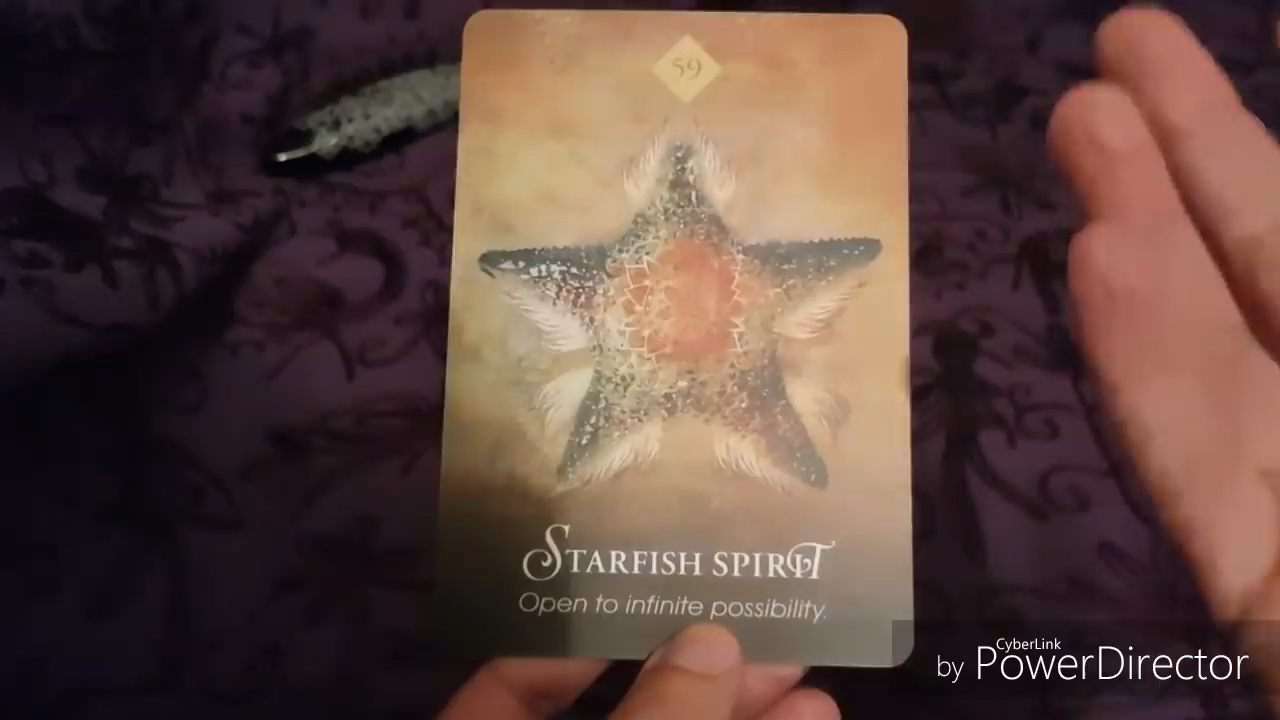 59
STARFISH SPIRIT
Open to infinite possibility.
CyberLink
by PowerDirector